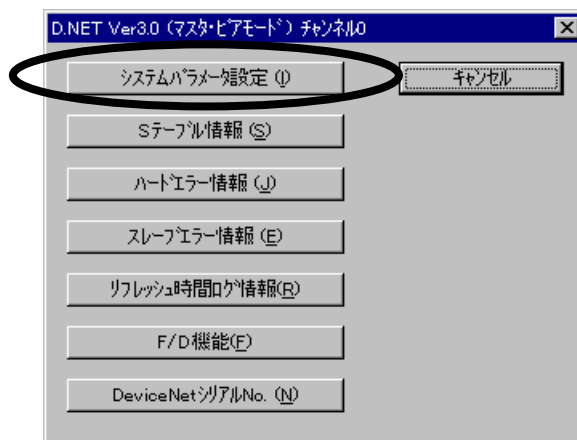 D.NET Ver3.0 (ﾏｽﾀ･ﾋﾟｱﾓｰﾄﾞ) ﾁｬﾝﾈﾙ0
ｼｽﾃﾑﾊﾟﾗﾒｰﾀ設定 (I)
ｷｬﾝｾﾙ
Sﾃｰﾌﾞﾙ情報 (S)
ﾊｰﾄﾞｴﾗｰ情報 (J)
ｽﾚｰﾌﾞｴﾗｰ情報 (E)
ﾘﾌﾚｯｼｭ時間ﾛｸﾞ情報(R)
F/D機能(F)
DeviceNetｼﾘｱﾙNo. (N)